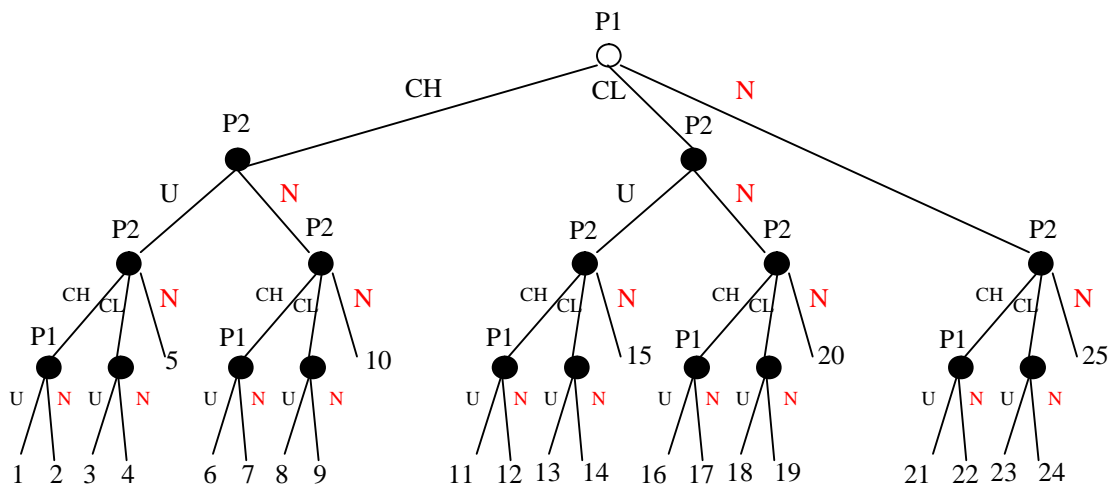 P1
CH CL N
P2 P2
U N U N
P2 P2 P2 P2 P2
CH CL N CH CL N CH CL N CH CL N CH CL N
P1 5 P1 10 P1 15 P1 20 P1 25
U N U N U N U N U N U N U N U N U N U N
1 2 3 4 6 7 8 9 11 12 13 14 16 17 18 19 21 22 23 24